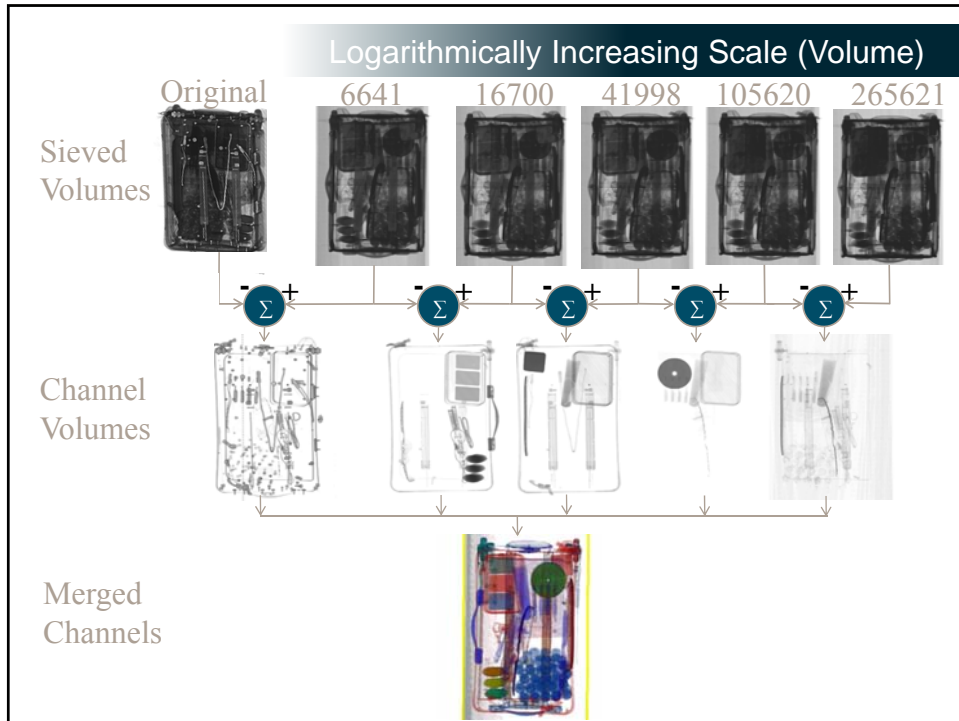 Logarithmically Increasing Scale (Volume)
Original 6641 16700 41998 105620 265621
Sieved
Volumes
- + - + - + - + - +
Σ Σ Σ Σ Σ
Channel
Volumes
Merged
Channels